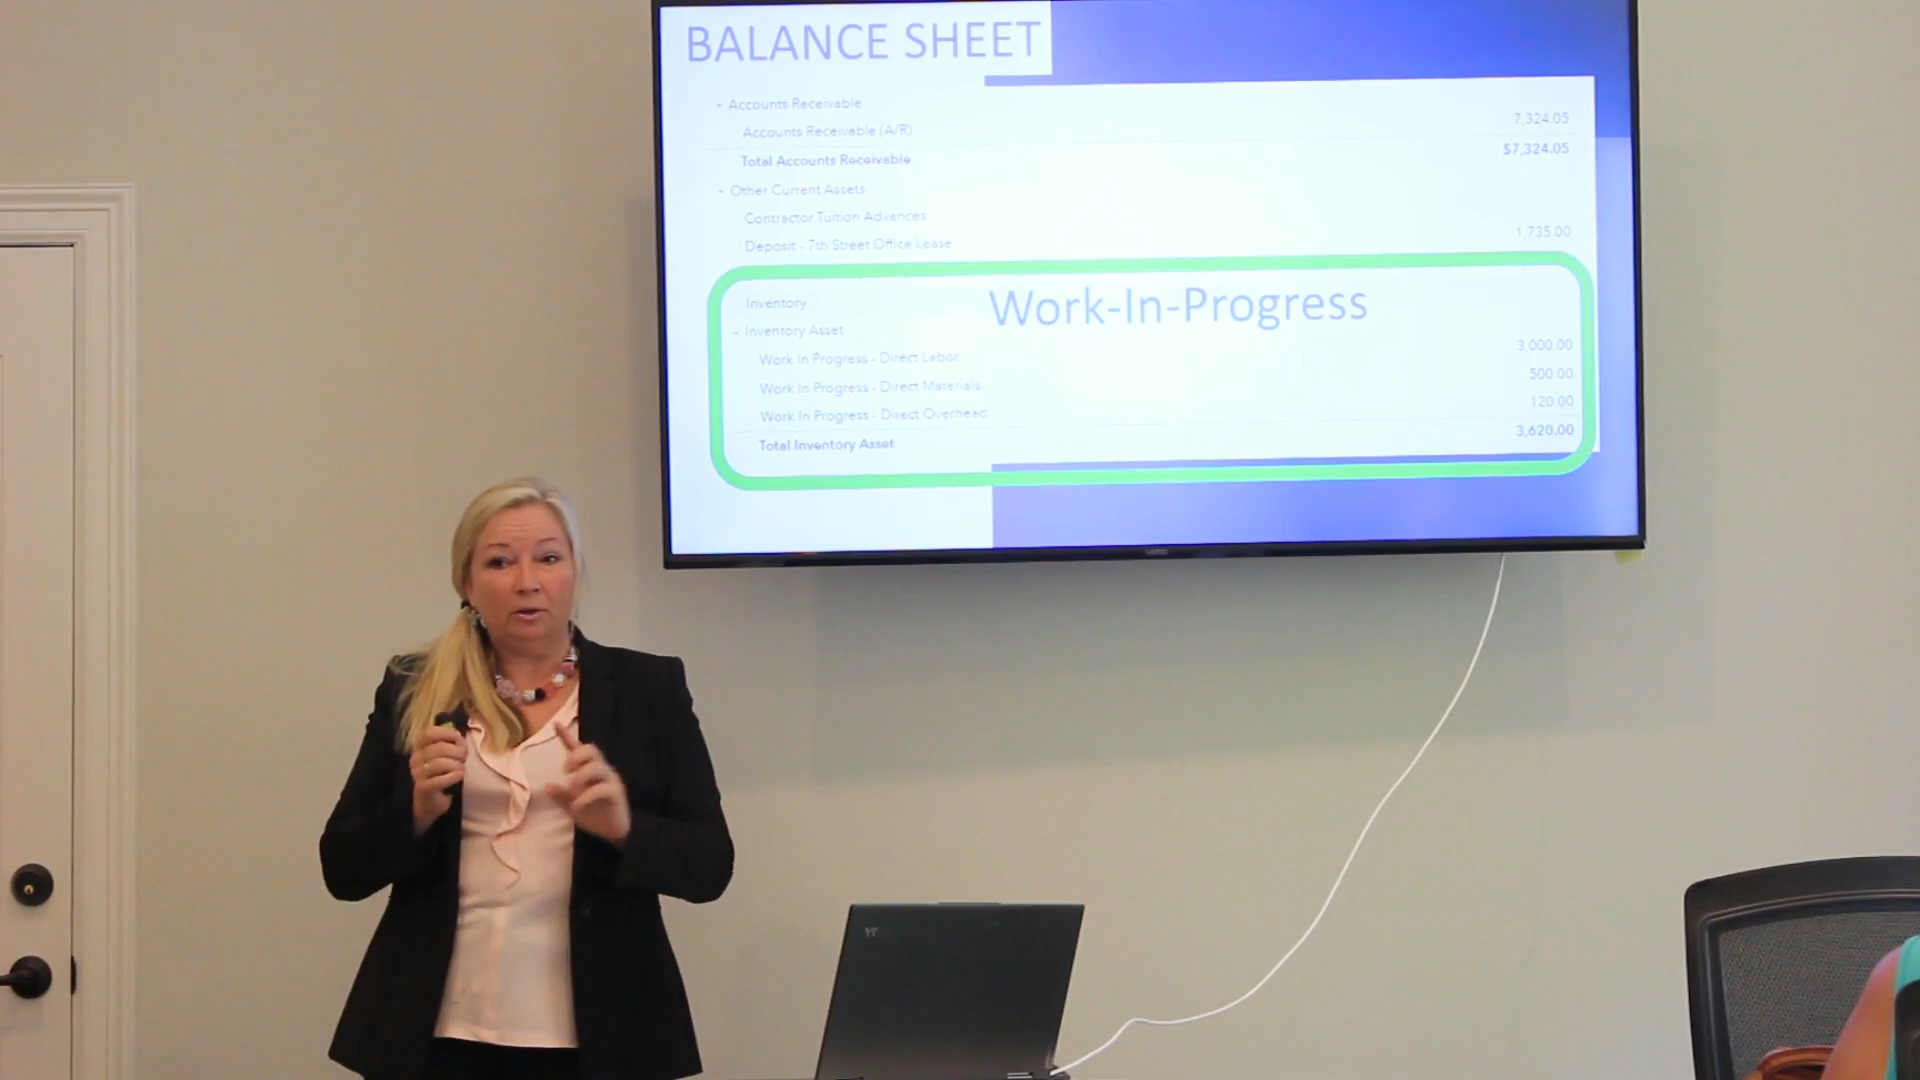 BALANCE SHEET
- Accounts Receivable
Accounts Receivable (A/R) 7,324.05
Total Accounts Receivable $7,324.05
- Other Current Assets
Contractor Tuition Advances
Deposit - 7th Street Office Lease 1,735.00
Work-In-Progress
Inventory
- Inventory Asset
Work In Progress - Direct Labor 3,000.00
Work In Progress - Direct Materials 500.00
Work In Progress - Direct Overhead 120.00
Total Inventory Asset 3,620.00